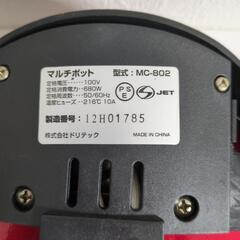 マルチポット 型式: MC-802
定格電圧: 100V
定格消費電力: 680W
定格周波数: 50/60Hz
温度ヒューズ: 216℃ 10A
PSE
JET
製造番号: 12H01785
株式会社ドリテック MADE IN CHINA